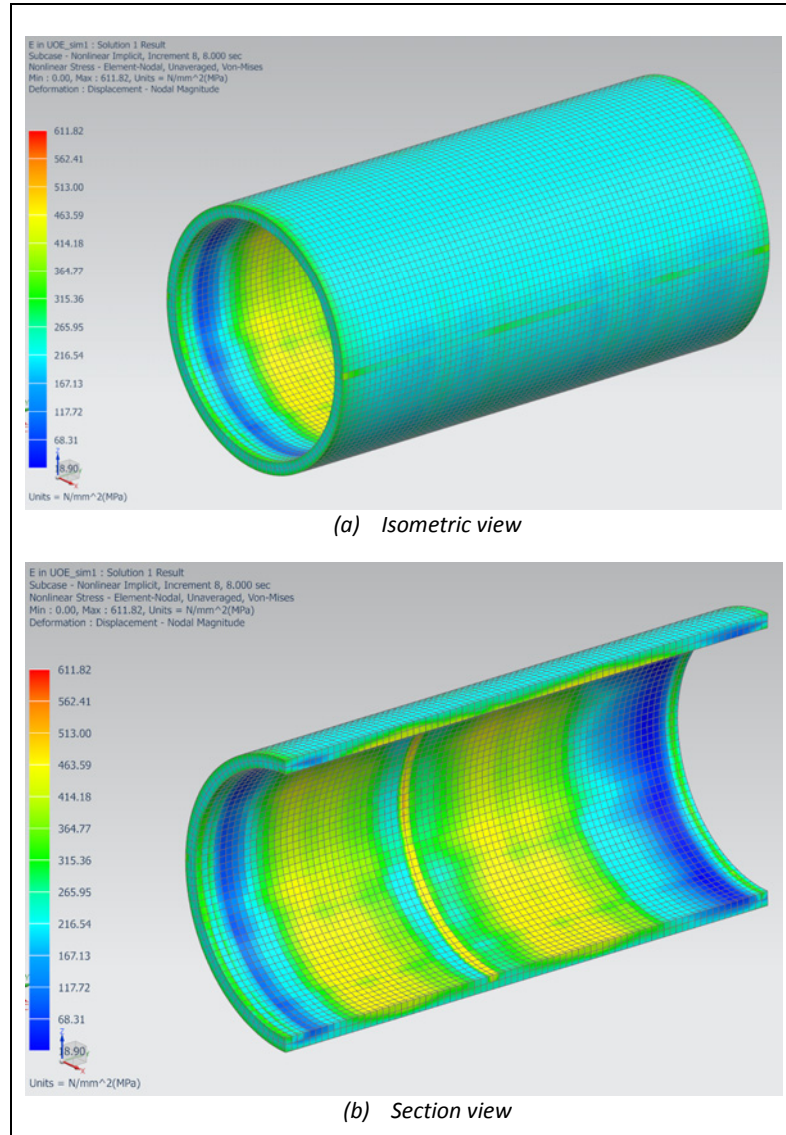 E in UOE_sim1 : Solution 1 Result
Subcase - Nonlinear Implicit, Increment 8, 8.000 sec
Nonlinear Stress - Element-Nodal, Unaveraged, Von-Mises
Min : 0.00, Max : 611.82, Units = N/mm^2(MPa)
Deformation : Displacement - Nodal Magnitude
611.82
562.41
513.00
463.59
414.18
364.77
315.36
265.95
216.54
167.13
117.72
68.31
18.90
Units = N/mm^2(MPa)
(a) Isometric view
E in UOE_sim1 : Solution 1 Result
Subcase - Nonlinear Implicit, Increment 8, 8.000 sec
Nonlinear Stress - Element-Nodal, Unaveraged, Von-Mises
Min : 0.00, Max : 611.82, Units = N/mm^2(MPa)
Deformation : Displacement - Nodal Magnitude
611.82
562.41
513.00
463.59
414.18
364.77
315.36
265.95
216.54
167.13
117.72
68.31
18.90
Units = N/mm^2(MPa)
(b) Section view